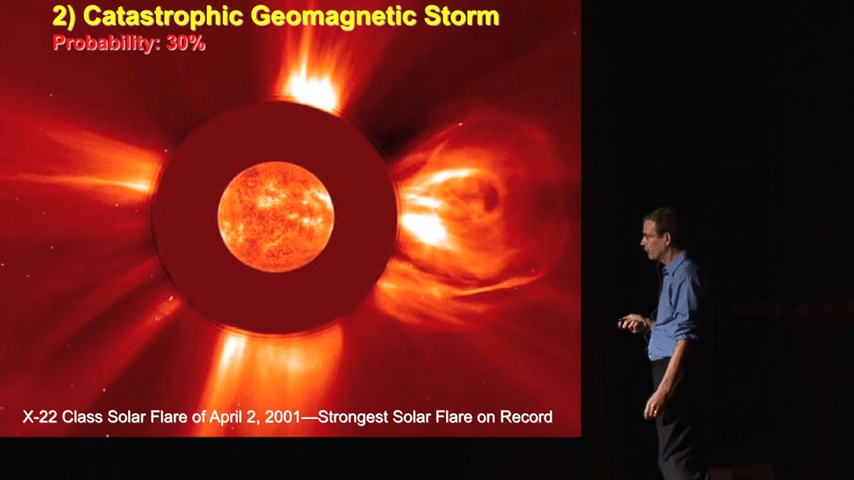 2) Catastrophic Geomagnetic Storm
Probability: 30%
X-22 Class Solar Flare of April 2, 2001—Strongest Solar Flare on Record